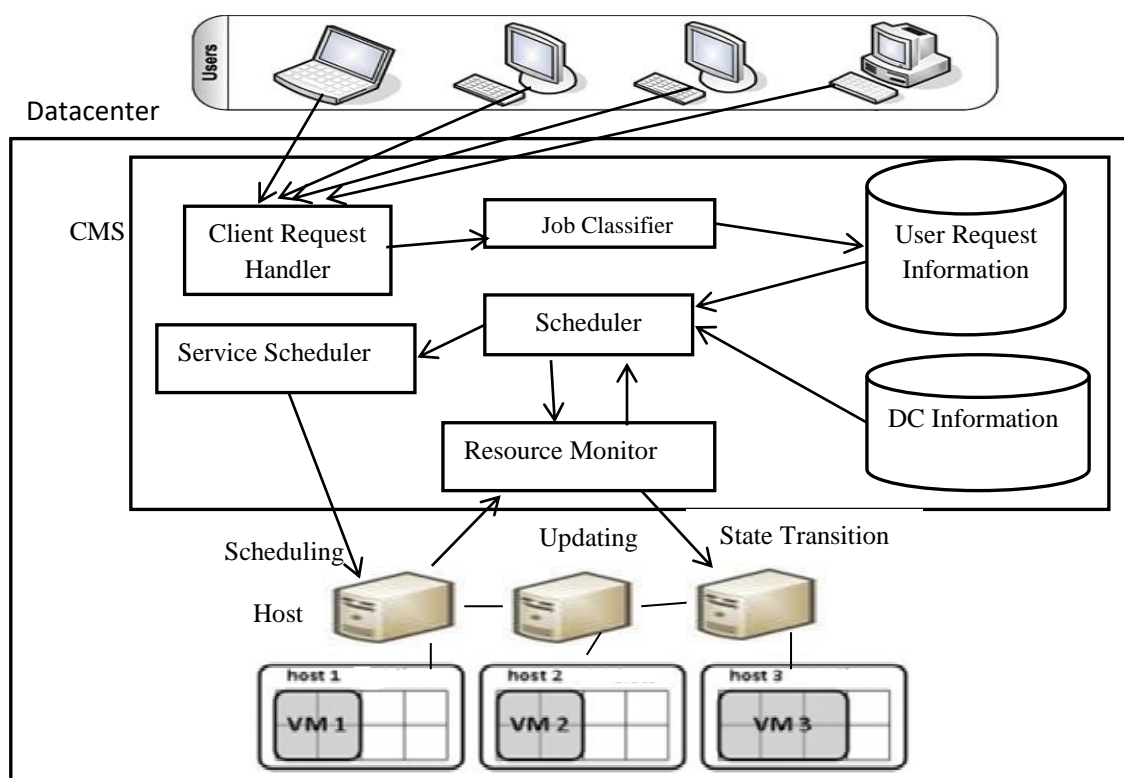 Users
Datacenter
CMS
Client Request
Handler
Job Classifier
User Request
Information
Scheduler
Service Scheduler
DC Information
Resource Monitor
Scheduling
Updating
State Transition
Host
host 1
host 2
host 3
VM 1
VM 2
VM 3